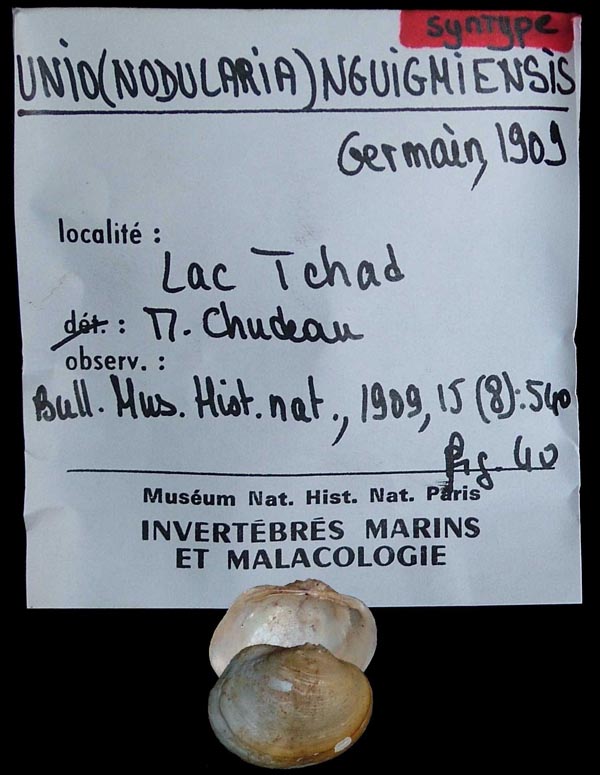 syntype
UNIO(NODULARIA)NGUIGMIENSIS
Germain, 1909
localité :
Lac Tchad
dét. : M. Chudeau
observ. :
Bull. Mus. Hist. nat., 1909, 15 (8): 540
fig. 40
Muséum Nat. Hist. Nat. Paris
INVERTÉBRÉS MARINS
ET MALACOLOGIE